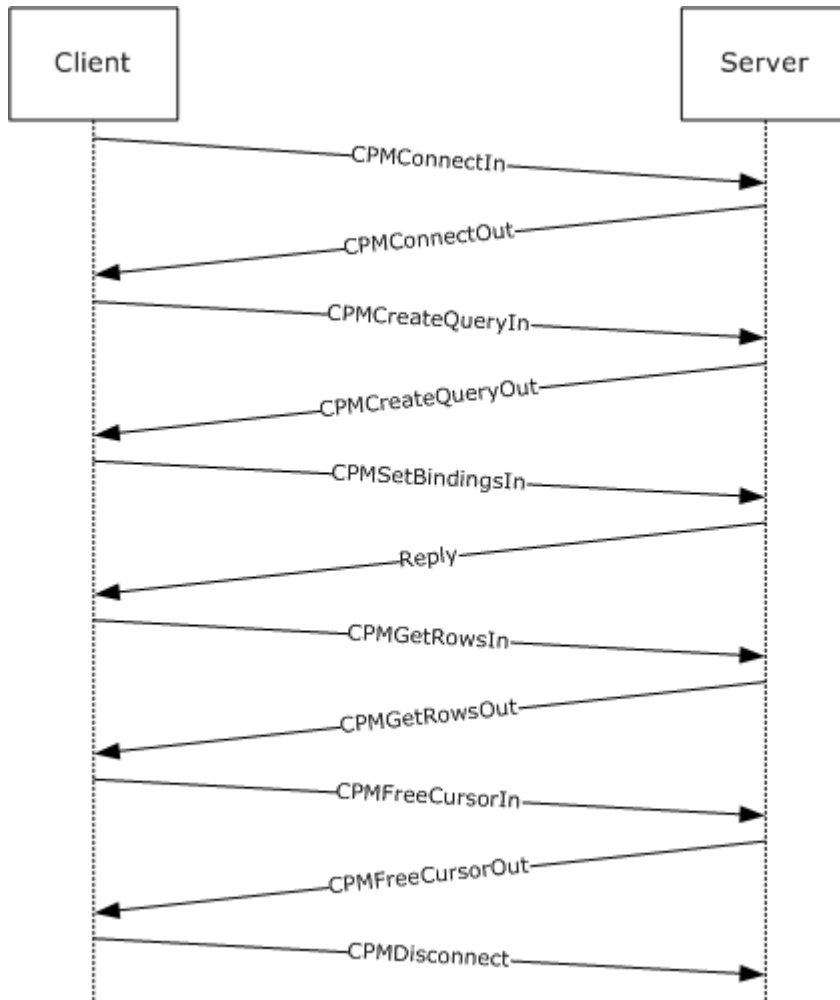 Client
Server
CPMConnectIn
CPMConnectOut
CPMCreateQueryIn
CPMCreateQueryOut
CPMSetBindingsIn
Reply
CPMGetRowsIn
CPMGetRowsOut
CPMFreeCursorIn
CPMFreeCursorOut
CPMDisconnect